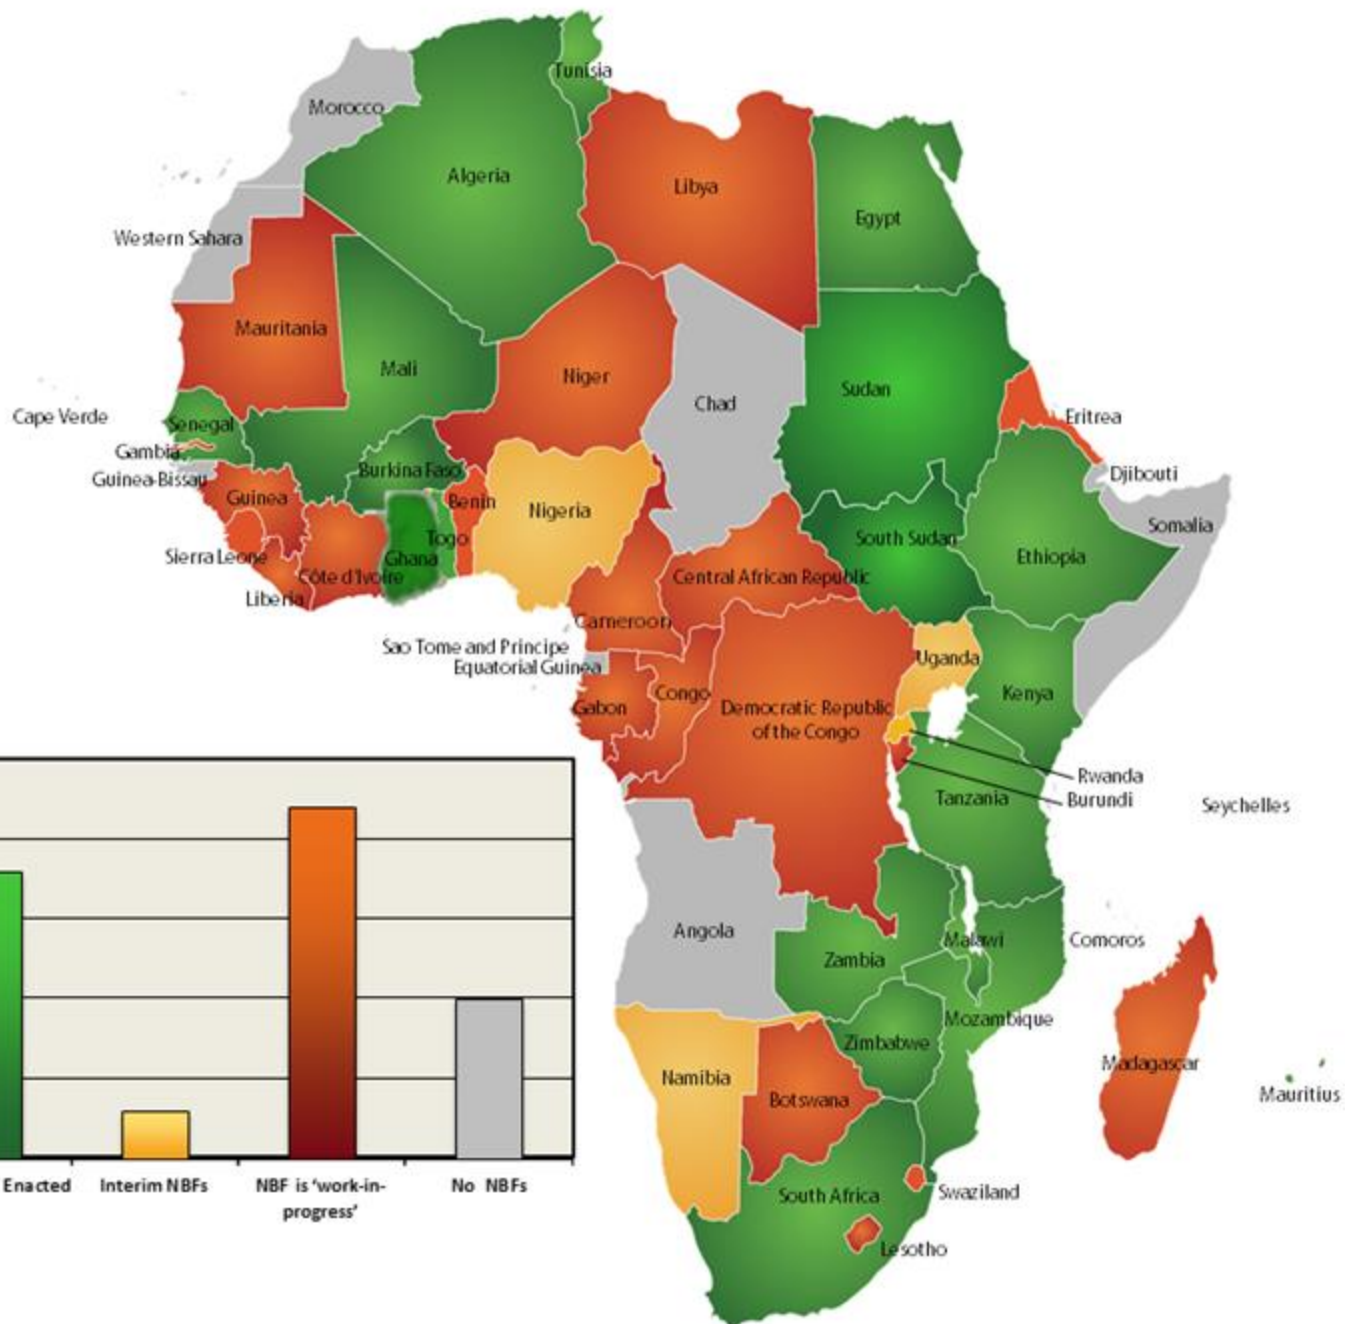 Tunisia
Morocco
Algeria
Libya
Egypt
Western Sahara
Mauritania
Mali
Niger
Chad
Sudan
Eritrea
Cape Verde
Senegal
Gambia
Guinea-Bissau
Burkina Faso
Djibouti
Guinea
Benin
Nigeria
Somalia
Togo
South Sudan
Sierra Leone
Ghana
Ethiopia
Côte d'Ivoire
Central African Republic
Liberia
Cameroon
Sao Tome and Principe
Equatorial Guinea
Uganda
Gabon
Congo
Democratic Republic
of the Congo
Kenya
Rwanda
Burundi
Tanzania
Seychelles
Angola
Malawi
Comoros
Zambia
Mozambique
Zimbabwe
Madagascar
Namibia
Botswana
Mauritius
South Africa
Swaziland
Lesotho
Enacted
Interim NBFs
NBF is 'work-in-
progress'
No NBFs